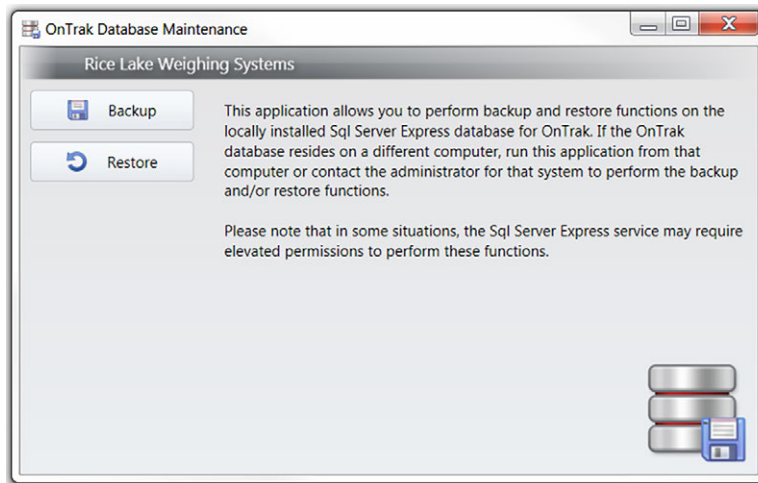 OnTrak Database Maintenance
Rice Lake Weighing Systems
Backup
Restore
This application allows you to perform backup and restore functions on the
locally installed Sql Server Express database for OnTrak. If the OnTrak
database resides on a different computer, run this application from that
computer or contact the administrator for that system to perform the backup
and/or restore functions.
Please note that in some situations, the Sql Server Express service may require
elevated permissions to perform these functions.